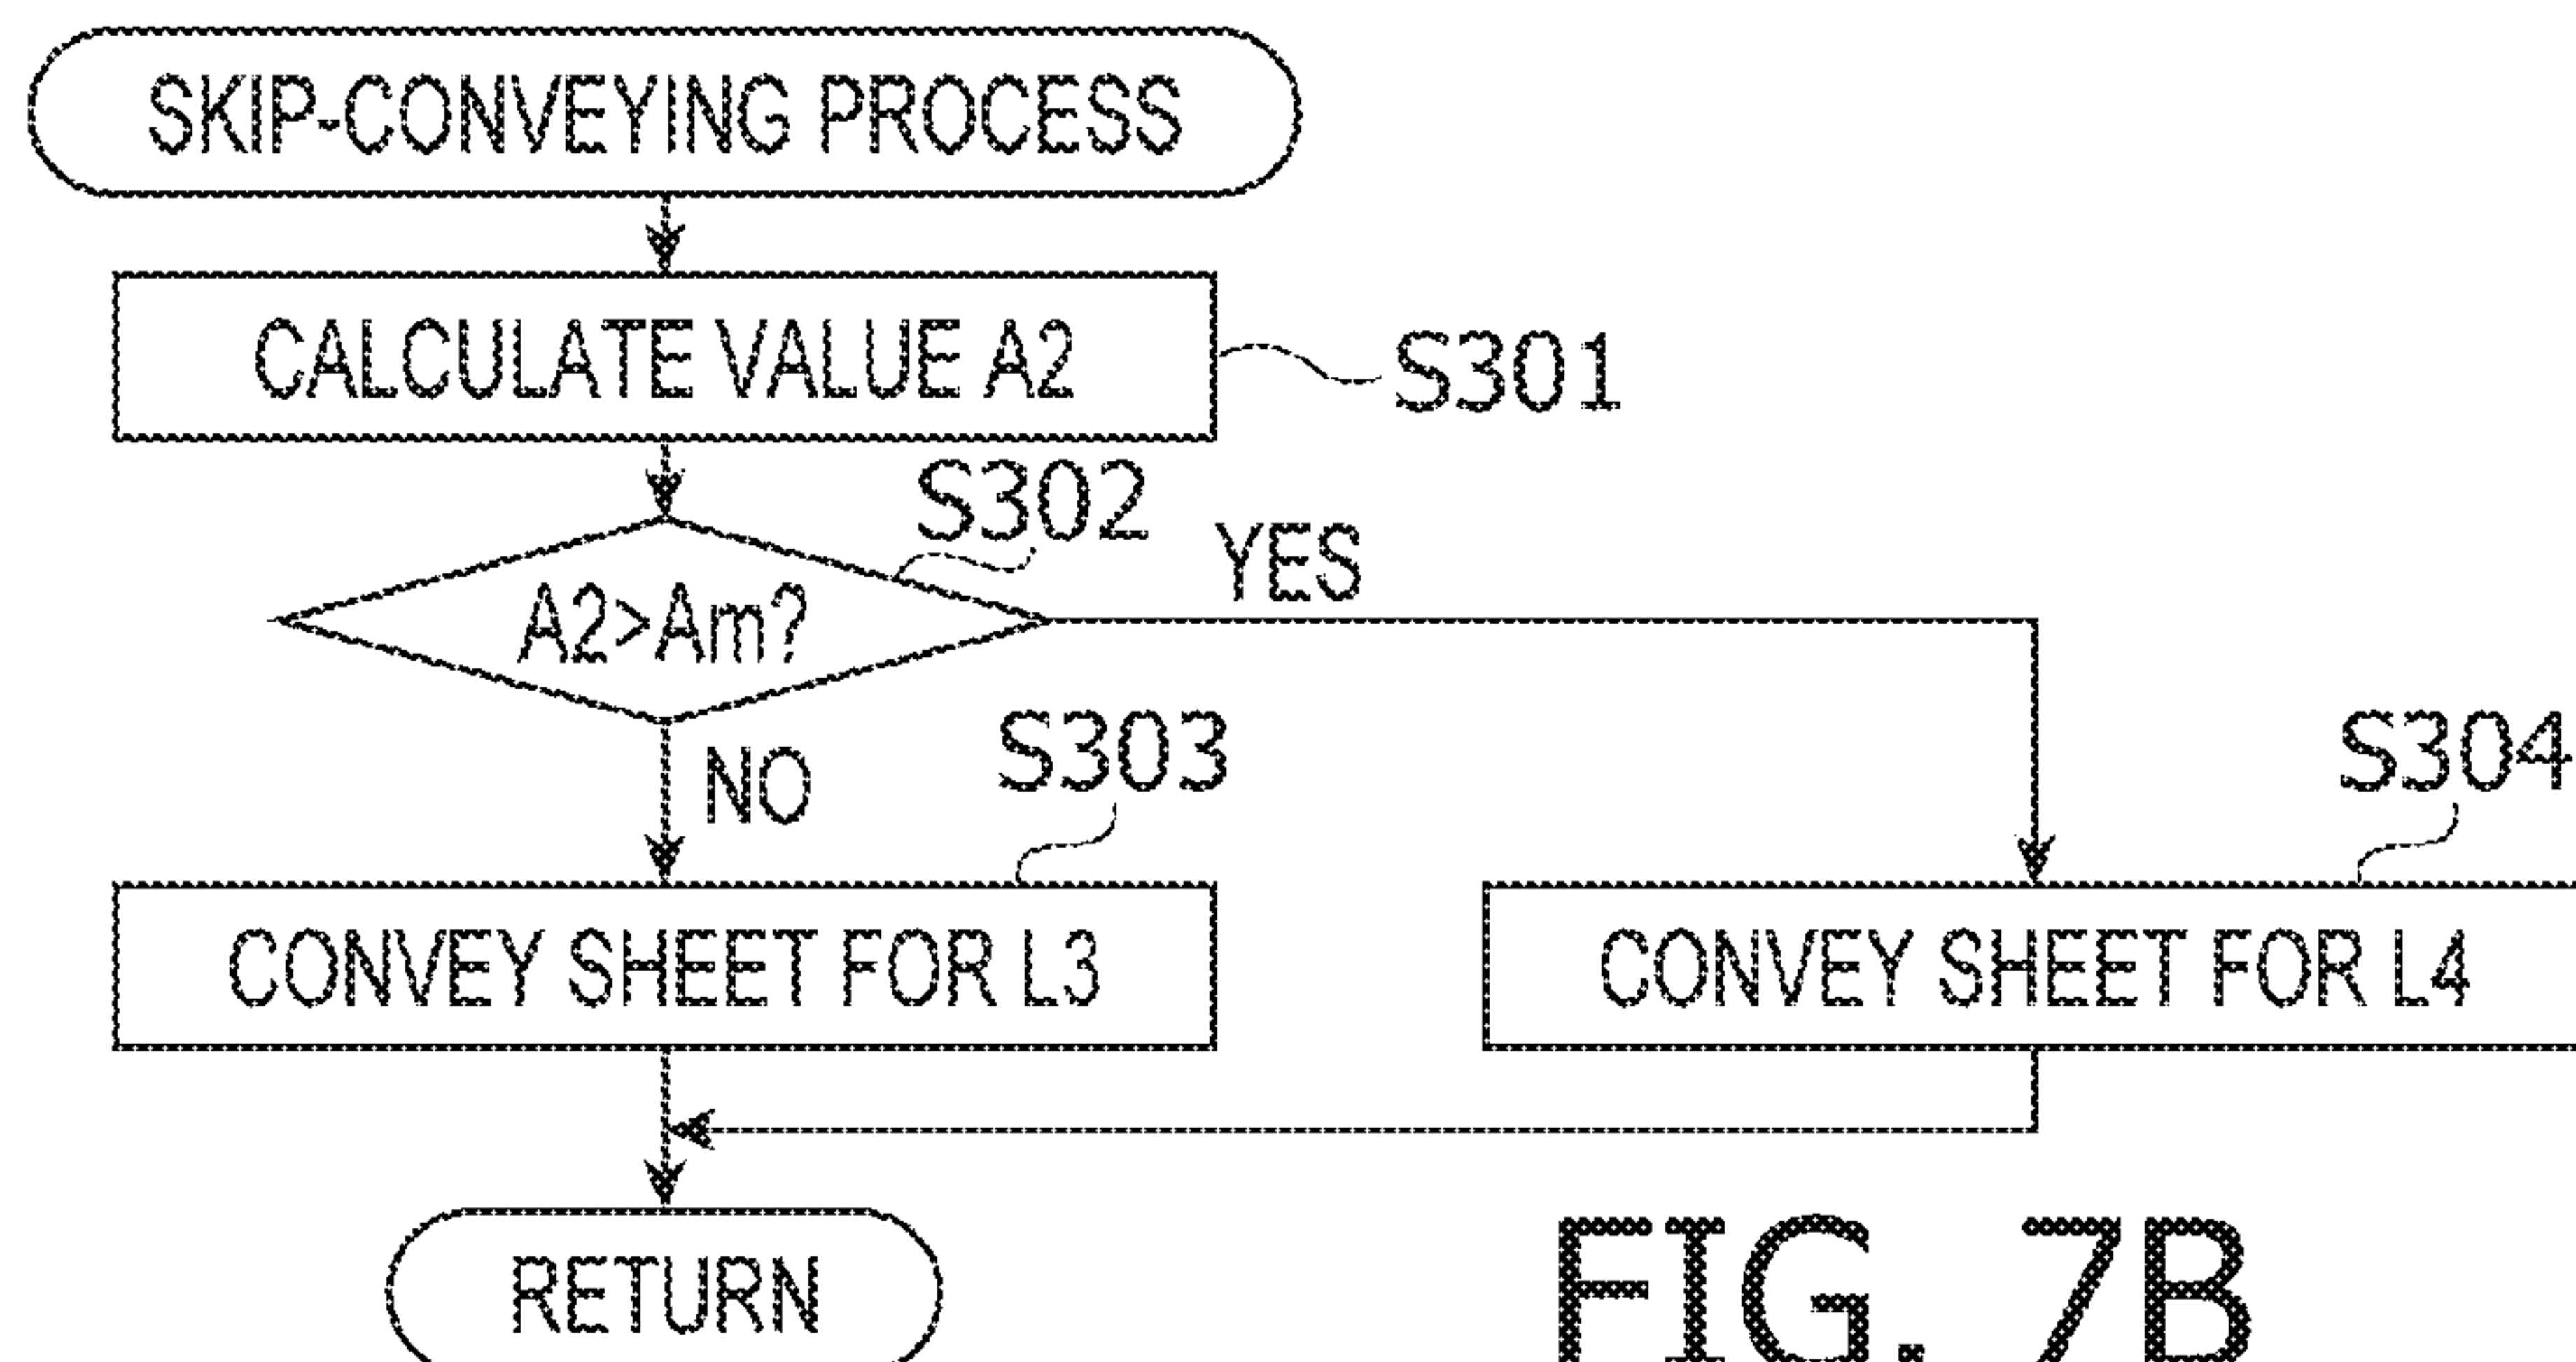 SKIP-CONVEYING PROCESS
CALCULATE VALUE A2
S301
S302
A2>Am?
YES
NO
S303
S304
CONVEY SHEET FOR L3
CONVEY SHEET FOR L4
RETURN
FIG. 7B